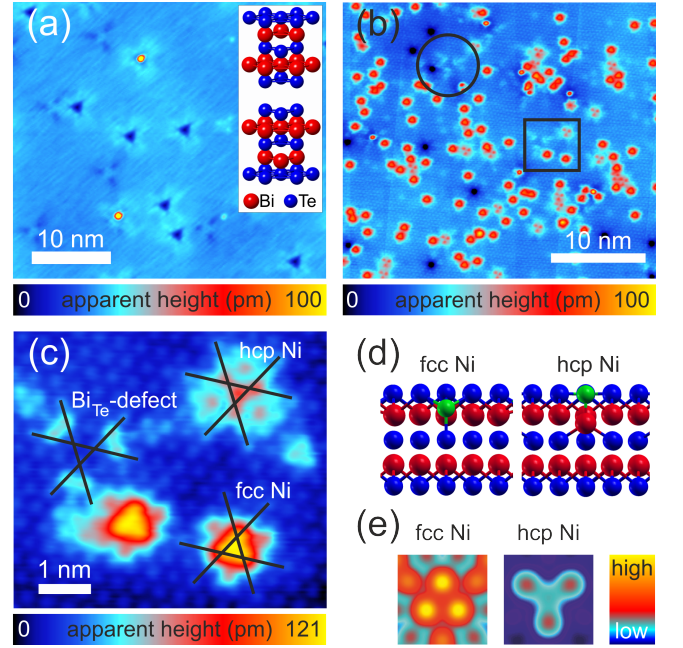 (a)
Bi Te
10 nm
0 apparent height (pm) 100
(b)
10 nm
0 apparent height (pm) 100
(c)
hcp Ni
BiTe-defect
fcc Ni
1 nm
0 apparent height (pm) 121
(d)
fcc Ni hcp Ni
(e)
fcc Ni hcp Ni
high
low